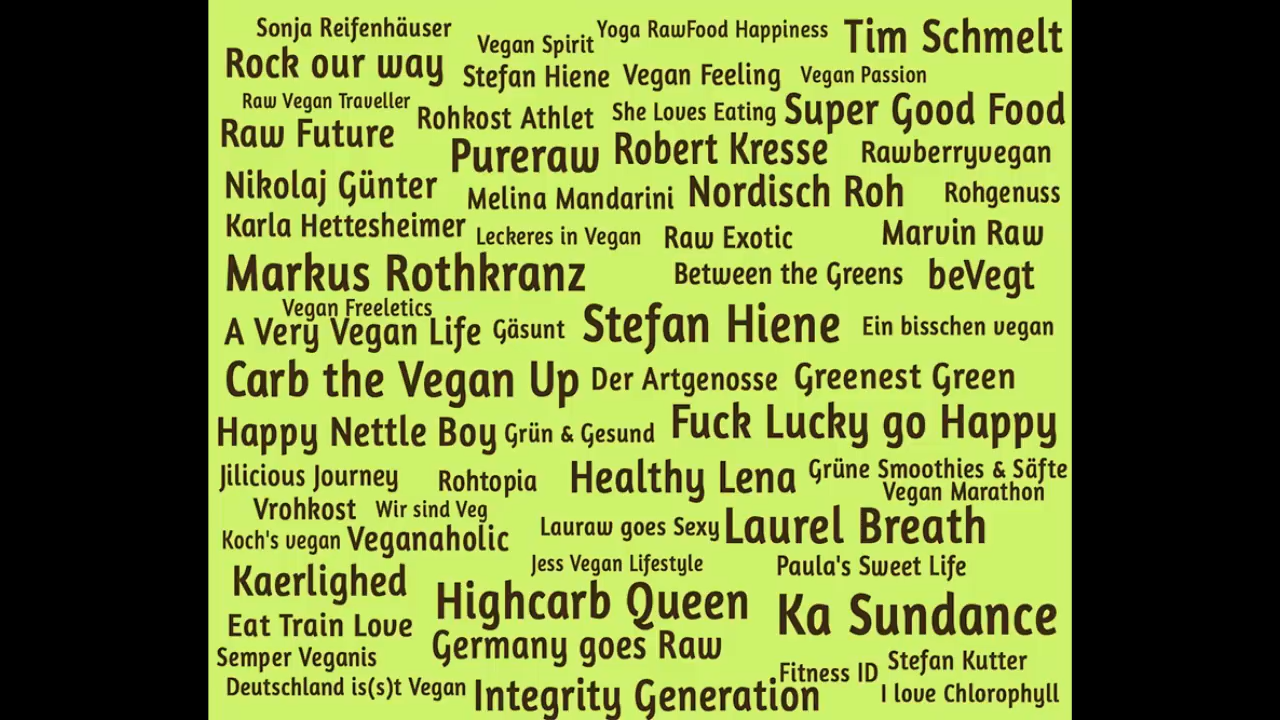 Sonja Reifenhäuser
Vegan Spirit
Yoga RawFood Happiness
Tim Schmelt
Rock our way
Stefan Hiene
Vegan Feeling
Vegan Passion
Raw Vegan Traveller
Rohkost Athlet
She Loves Eating
Super Good Food
Raw Future
Pureraw
Robert Kresse
Rawberryvegan
Nikolaj Günter
Melina Mandarini
Nordisch Roh
Rohgenuss
Karla Hettesheimer
Leckeres in Vegan
Raw Exotic
Marvin Raw
Markus Rothkranz
Between the Greens
beVegt
Vegan Freeletics
A Very Vegan Life
Gäsunt
Stefan Hiene
Ein bisschen vegan
Carb the Vegan Up
Der Artgenosse
Greenest Green
Happy Nettle Boy
Grün & Gesund
Fuck Lucky go Happy
Jilicious Journey
Rohtopia
Healthy Lena
Grüne Smoothies & Säfte
Vegan Marathon
Vrohkost
Wir sind Veg
Lauraw goes Sexy
Laurel Breath
Koch's vegan
Veganaholic
Jess Vegan Lifestyle
Paula's Sweet Life
Kaerlighed
Highcarb Queen
Ka Sundance
Eat Train Love
Germany goes Raw
Semper Veganis
Fitness ID
Stefan Kutter
Deutschland is(s)t Vegan
Integrity Generation
I love Chlorophyll